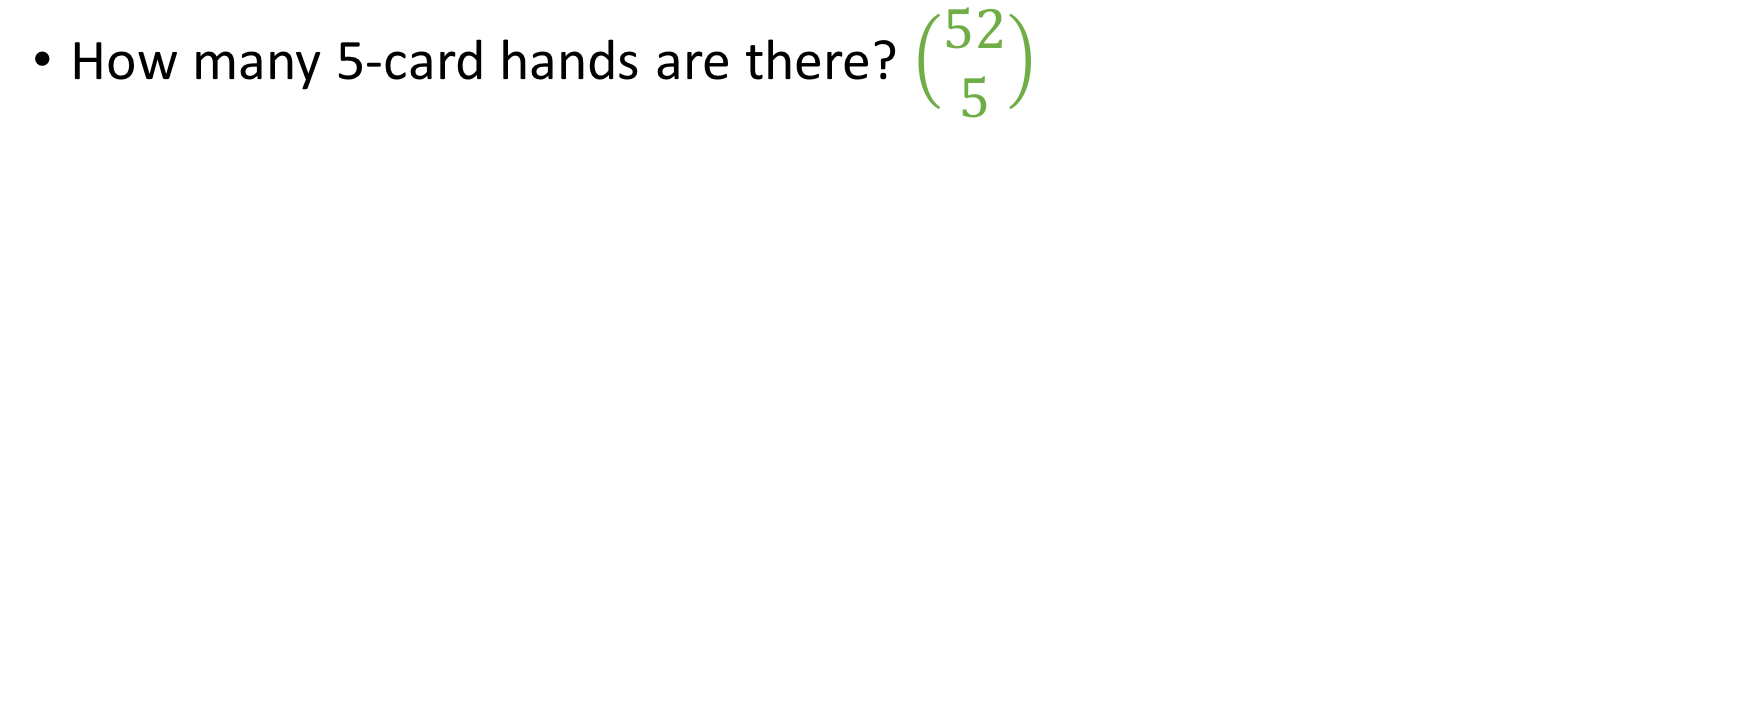 • How many 5-card hands are there? (52 5)